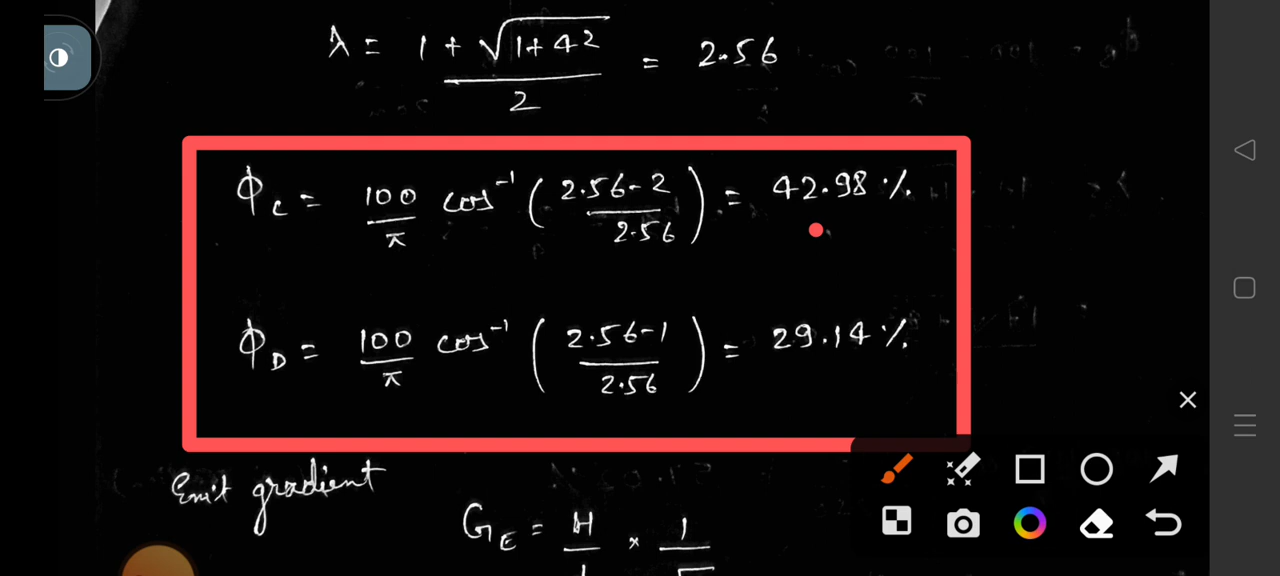 λ = 1 + √1+4² / 2 = 2.56
Φc = 100/π cos⁻¹ (2.56-2 / 2.56) = 42.98 %
ΦD = 100/π cos⁻¹ (2.56-1 / 2.56) = 29.14 %
Exit gradient
GE = H/ × 1/√